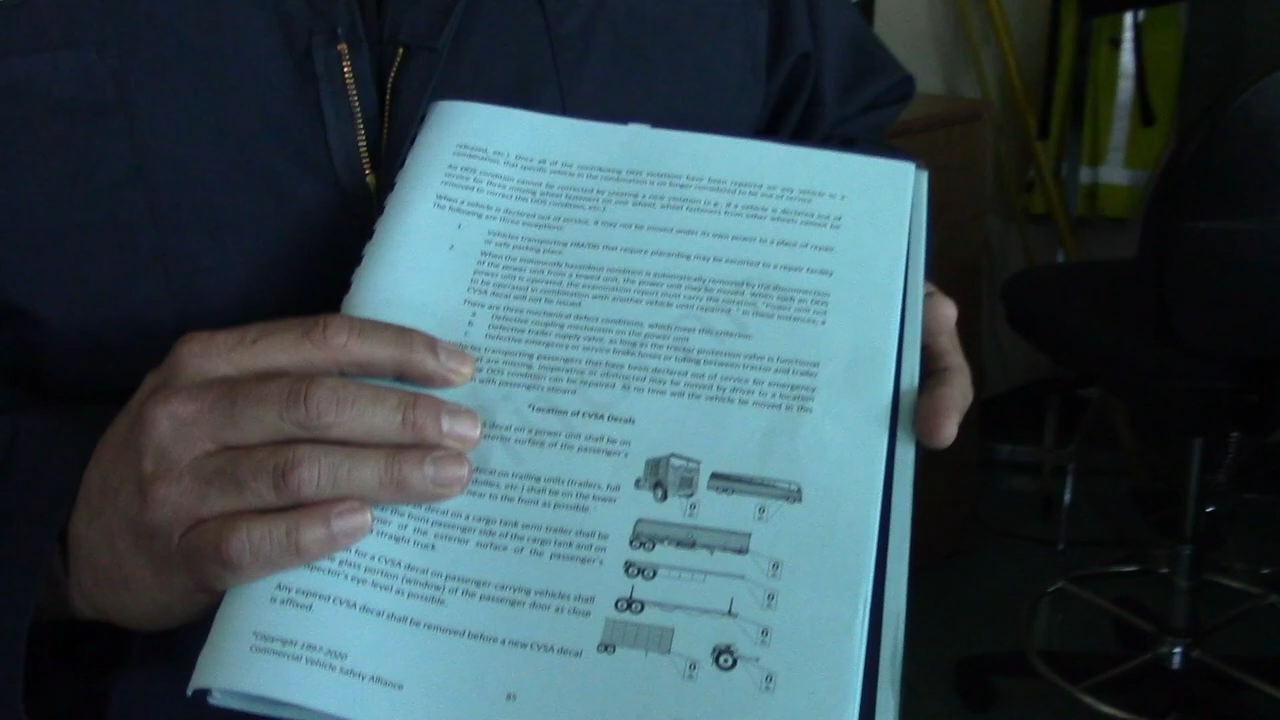 released, etc.). Once all of the contributing OOS violations have been repaired on any vehicle in a
combination, that specific vehicle in the combination is no longer considered to be out of service.
An OOS condition cannot be corrected by creating a new violation (e.g., if a vehicle is declared out of
service for three missing wheel fasteners on one wheel, wheel fasteners from other wheels cannot be
removed to correct this OOS condition, etc.)
When a vehicle is declared out of service, it may not be moved under its own power to a place of repair.
The following are three exceptions:
1. Vehicles transporting HM/DG that require placarding may be escorted to a repair facility
or safe parking place.
2. When the imminently hazardous condition is automatically removed by the disconnection
of the power unit from a towed unit, the power unit may be moved. When such an OOS
power unit is operated, the examination report must carry the notation, "Power unit not
to be operated in combination with another vehicle until repaired." In these instances, a
CVSA decal will not be issued.
There are three mechanical defect conditions, which meet this criterion:
a. Defective coupling mechanism on the power unit
b. Defective trailer supply valve, as long as the tractor protection valve is functional
c. Defective emergency or service brake hoses or tubing between tractor and trailer
transporting passengers that have been declared out of service for emergency
are missing, inoperative or obstructed may be moved by driver to a location
OOS condition can be repaired. At no time will the vehicle be moved in this
with passengers aboard.
*Location of CVSA Decals
decal on a power unit shall be on
exterior surface of the passenger's
decal on trailing units (trailers, full
dollies, etc.) shall be on the lower
near to the front as possible.
decal on a cargo tank semi-trailer shall be
the front passenger side of the cargo tank and on
of the exterior surface of the passenger's
straight truck.
for a CVSA decal on passenger-carrying vehicles shall
glass portion (window) of the passenger door as close
inspector's eye-level as possible.
Any expired CVSA decal shall be removed before a new CVSA decal
is affixed.
*Copyright 1997-2020
Commercial Vehicle Safety Alliance
85